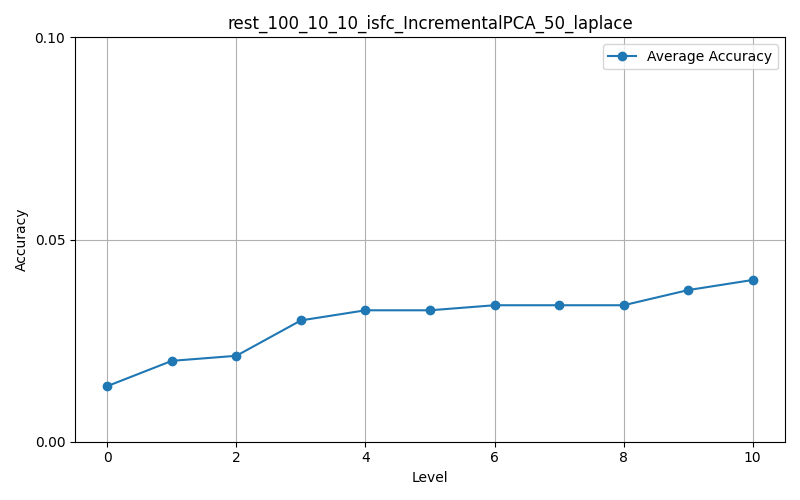 rest_100_10_10_isfc_IncrementalPCA_50_laplace
Average Accuracy
Accuracy
0.10
0.05
0.00
0 2 4 6 8 10
Level